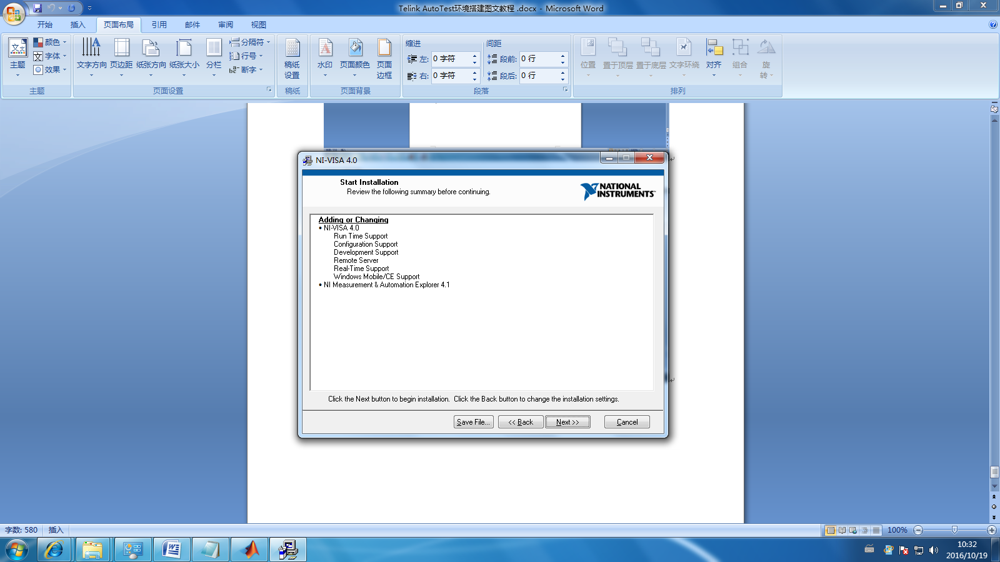 Telink AutoTest环境搭建图文教程 .docx - Microsoft Word
开始 插入 页面布局 引用 邮件 审阅 视图
主题 颜色 字体 效果
文字方向 页边距 纸张方向 纸张大小 分栏 分隔符 行号 断字
稿纸设置
水印 页面颜色 页面边框
缩进 间距
左: 0 字符 段前: 0 行
右: 0 字符 段后: 0 行
位置 置于顶层 置于底层 文字环绕 对齐 组合 旋转
主题 页面设置 稿纸 页面背景 段落 排列
NI-VISA 4.0
Start Installation
Review the following summary before continuing.
NATIONAL
INSTRUMENTS™
Adding or Changing
• NI-VISA 4.0
Run Time Support
Configuration Support
Development Support
Remote Server
Real-Time Support
Windows Mobile/CE Support
• NI Measurement & Automation Explorer 4.1
Click the Next button to begin installation. Click the Back button to change the installation settings.
Save File... << Back Next >> Cancel
字数: 580 插入 100%
10:32
2016/10/19